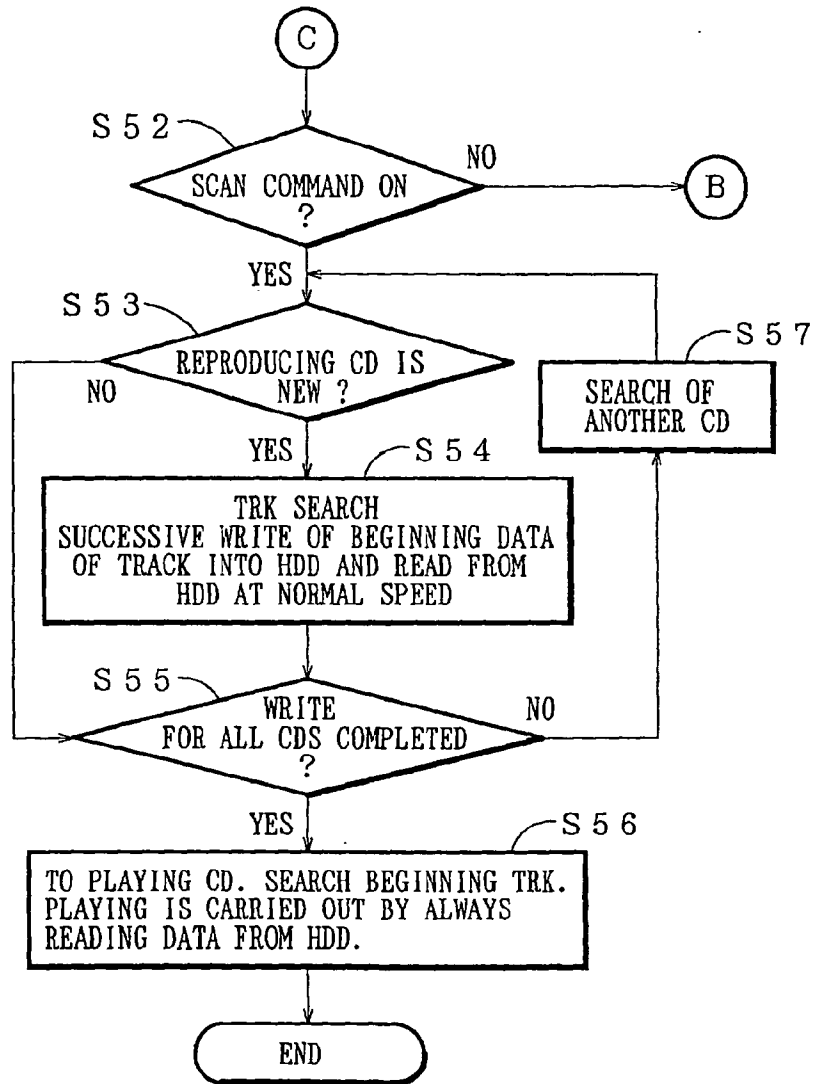 C
S52
SCAN COMMAND ON
?
NO
B
YES
S53
REPRODUCING CD IS
NEW ?
NO
S57
SEARCH OF
ANOTHER CD
YES
S54
TRK SEARCH
SUCCESSIVE WRITE OF BEGINNING DATA
OF TRACK INTO HDD AND READ FROM
HDD AT NORMAL SPEED
S55
WRITE
FOR ALL CDS COMPLETED
?
NO
YES
S56
TO PLAYING CD. SEARCH BEGINNING TRK.
PLAYING IS CARRIED OUT BY ALWAYS
READING DATA FROM HDD.
END